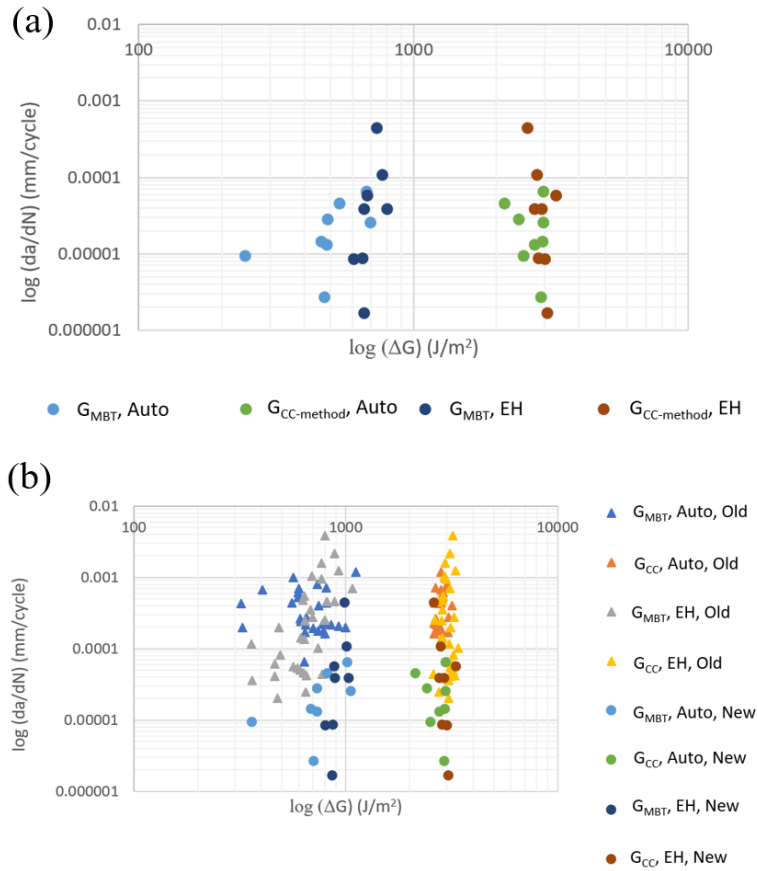 (a)
0.01
100 1000 10000
0.001
0.0001
0.00001
0.000001
log (da/dN) (mm/cycle)
log (ΔG) (J/m²)
G_MBT, Auto G_CC-method, Auto G_MBT, EH G_CC-method, EH
(b)
0.01
100 1000 10000
0.001
0.0001
0.00001
0.000001
log (da/dN) (mm/cycle)
log (ΔG) (J/m²)
G_MBT, Auto, Old
G_CC, Auto, Old
G_MBT, EH, Old
G_CC, EH, Old
G_MBT, Auto, New
G_CC, Auto, New
G_MBT, EH, New
G_CC, EH, New